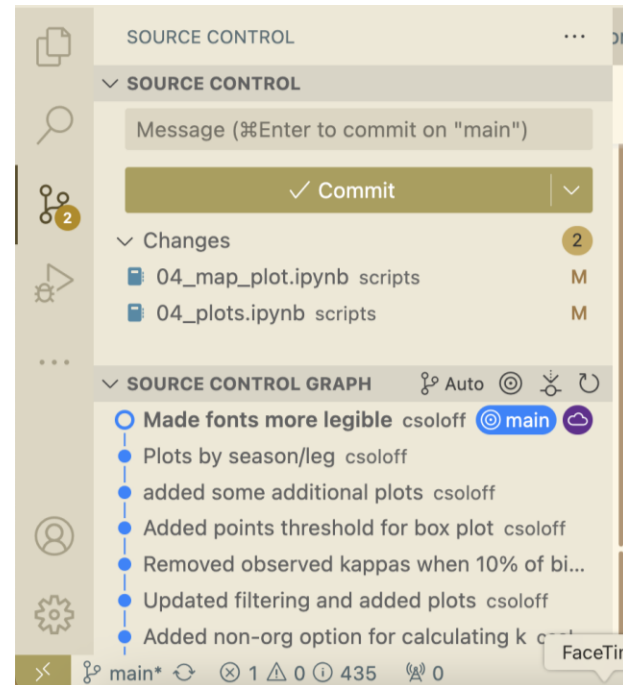 SOURCE CONTROL ...
SOURCE CONTROL
Message (⌘Enter to commit on "main")
✓ Commit
Changes 2
04_map_plot.ipynb scripts M
04_plots.ipynb scripts M
2
SOURCE CONTROL GRAPH Auto
Made fonts more legible csoloff main
Plots by season/leg csoloff
added some additional plots csoloff
Added points threshold for box plot csoloff
Removed observed kappas when 10% of bi...
Updated filtering and added plots csoloff
Added non-org option for calculating k
main* 1 0 435 0